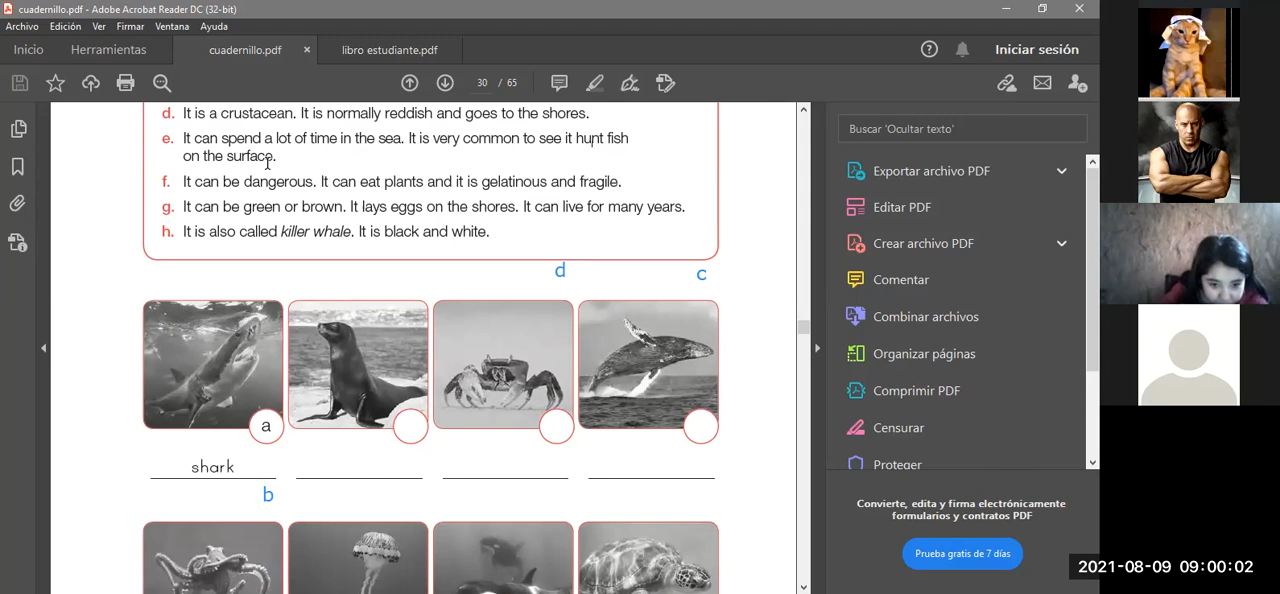 cuadernillo.pdf - Adobe Acrobat Reader DC (32-bit)
Archivo Edición Ver Firmar Ventana Ayuda
Inicio Herramientas cuadernillo.pdf × libro estudiante.pdf Iniciar sesión
30 / 65
d. It is a crustacean. It is normally reddish and goes to the shores.
e. It can spend a lot of time in the sea. It is very common to see it hunt fish
on the surface.
f. It can be dangerous. It can eat plants and it is gelatinous and fragile.
g. It can be green or brown. It lays eggs on the shores. It can live for many years.
h. It is also called killer whale. It is black and white.
d c
a
shark
b
Buscar 'Ocultar texto'
Exportar archivo PDF
Editar PDF
Crear archivo PDF
Comentar
Combinar archivos
Organizar páginas
Comprimir PDF
Censurar
Proteger
Convierte, edita y firma electrónicamente
formularios y contratos PDF
Prueba gratis de 7 días
2021-08-09 09:00:02